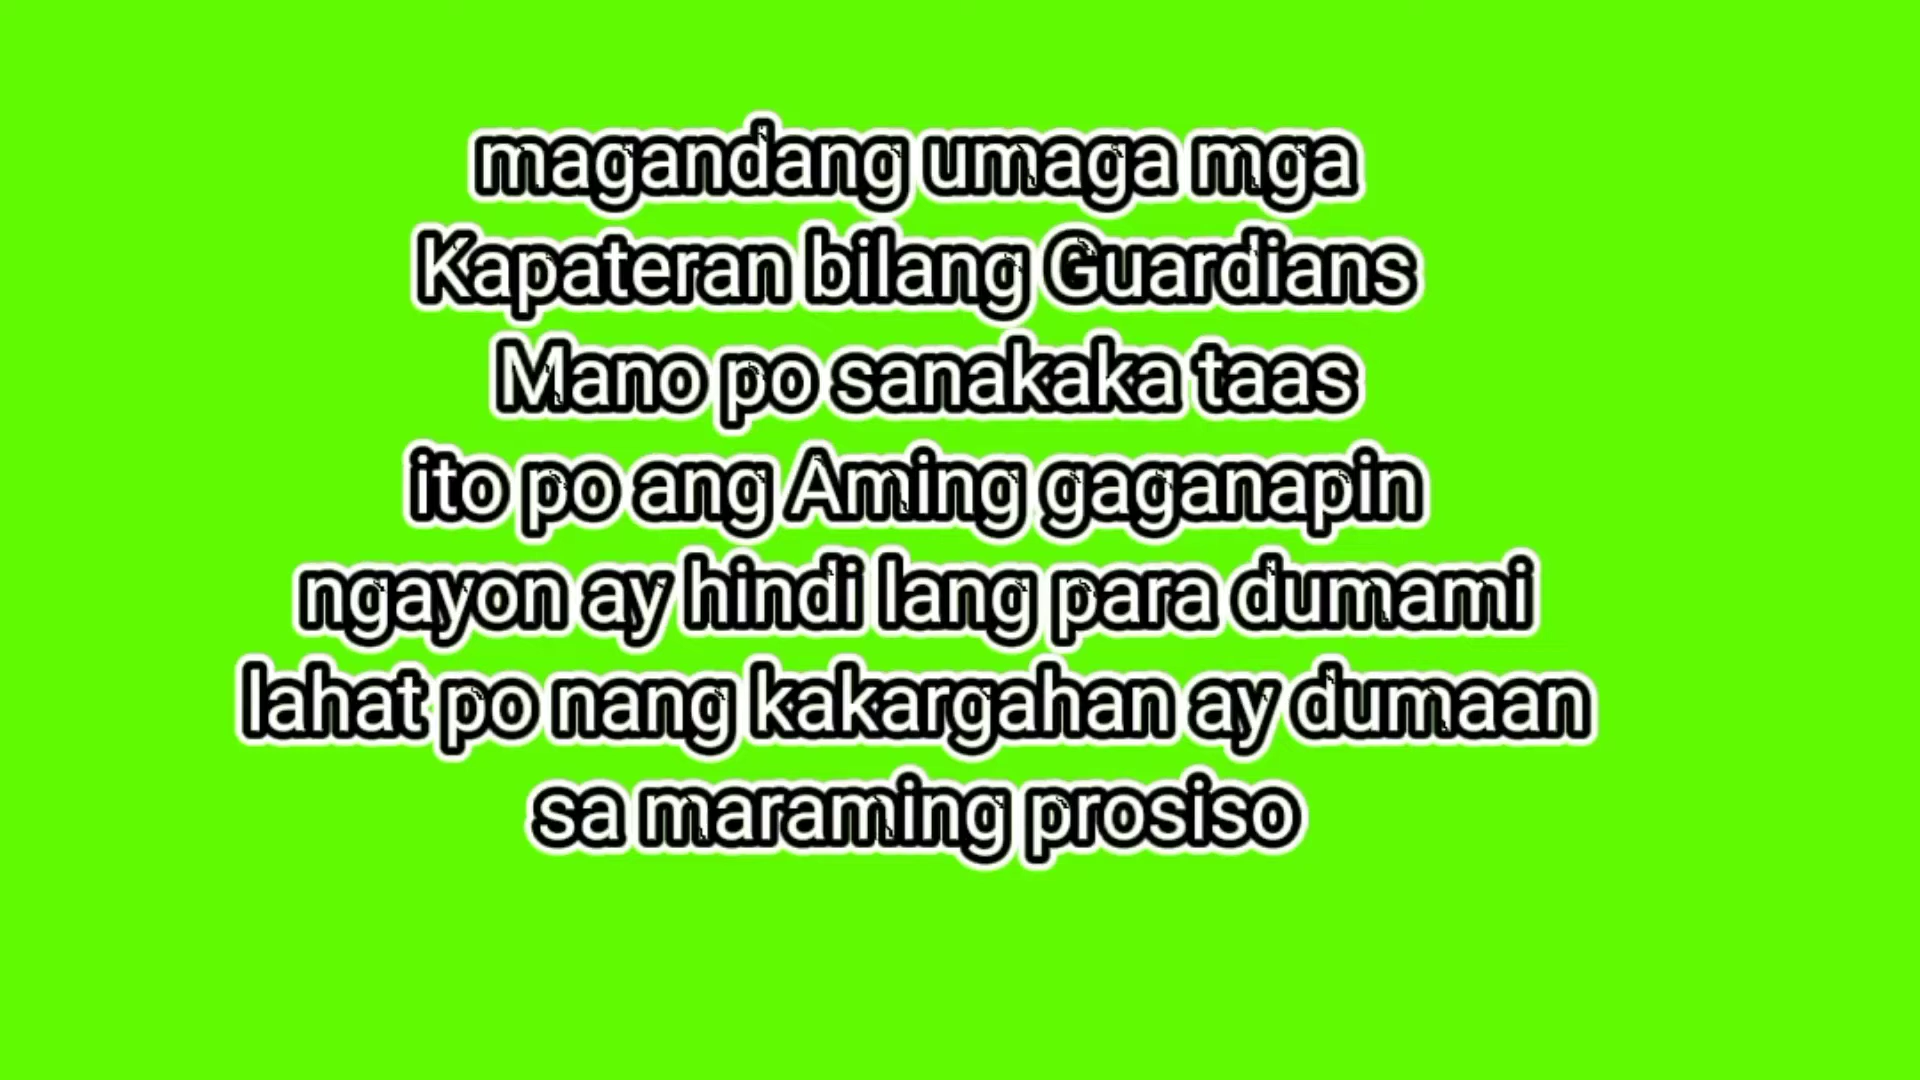 magandang umaga mga
Kapateran bilang Guardians
Mano po sanakaka taas
ito po ang Aming gaganapin
ngayon ay hindi lang para dumami
lahat po nang kakargahan ay dumaan
sa maraming prosiso